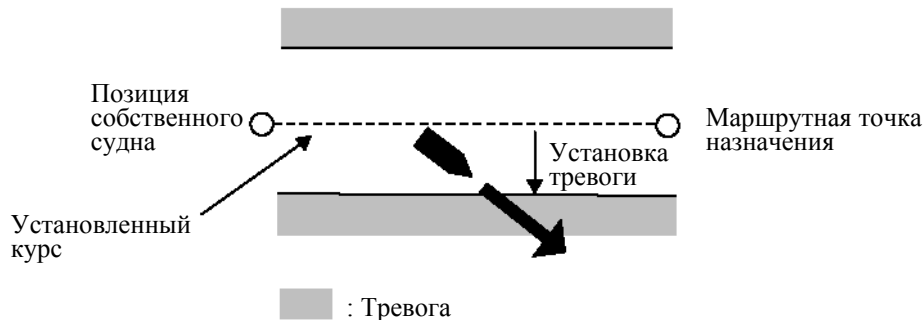 Позиция
собственного
судна
Маршрутная точка
назначения
Установка
тревоги
Установленный
курс
: Тревога